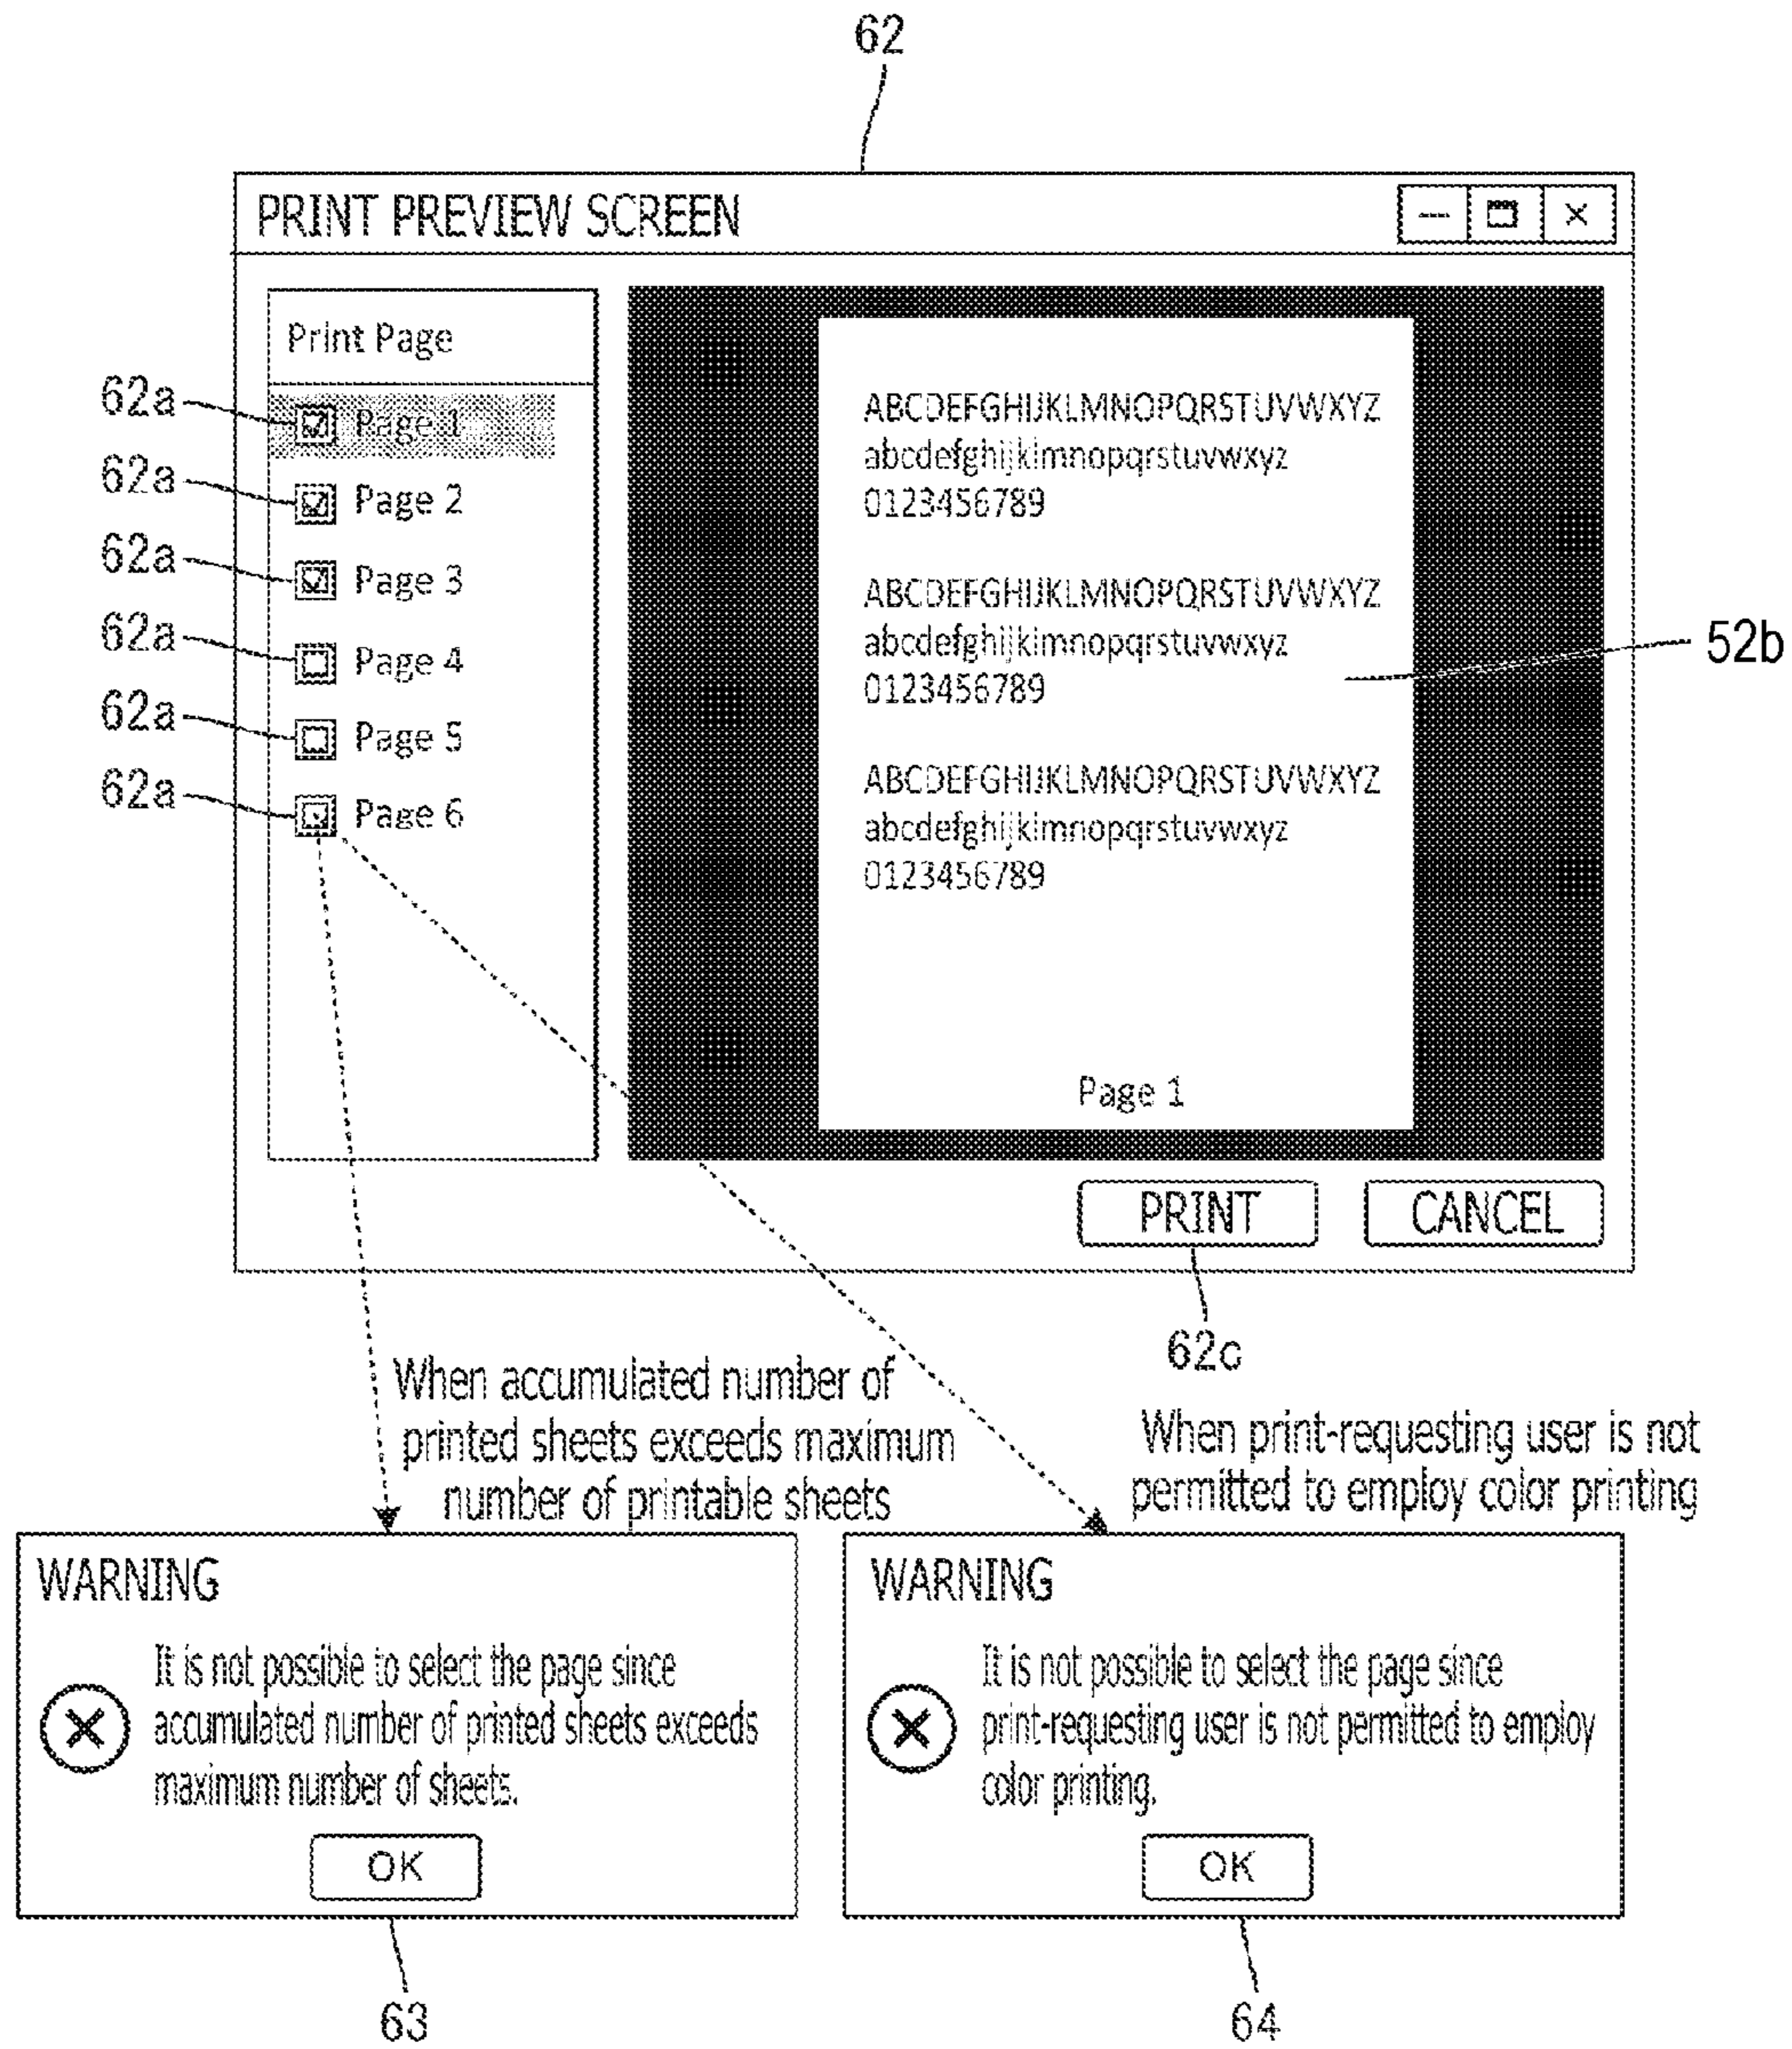 62
PRINT PREVIEW SCREEN
Print Page
62a
Page 1
62a
Page 2
62a
Page 3
62a
Page 4
62a
Page 5
62a
Page 6
ABCDEFGHIJKLMNOPQRSTUVWXYZ
abcdefghijklmnopqrstuvwxyz
0123456789
ABCDEFGHIJKLMNOPQRSTUVWXYZ
abcdefghijklmnopqrstuvwxyz
0123456789
52b
ABCDEFGHIJKLMNOPQRSTUVWXYZ
abcdefghijklmnopqrstuvwxyz
0123456789
Page 1
PRINT
CANCEL
62c
When accumulated number of
printed sheets exceeds maximum
number of printable sheets
When print-requesting user is not
permitted to employ color printing
WARNING
It is not possible to select the page since
accumulated number of printed sheets exceeds
maximum number of sheets.
OK
63
WARNING
It is not possible to select the page since
print-requesting user is not permitted to employ
color printing.
OK
64